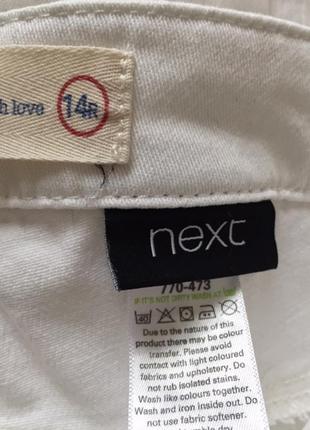 h love 14R
next
770-473
IF IT'S NOT DIRTY WASH AT
Due to the nature of this
product there may be colour
transfer. Please avoid
contact with light coloured
fabrics and upholstery. Do
not rub isolated stains.
Wash like colours together.
Wash and iron inside out. Do
not use fabric softener.
dry